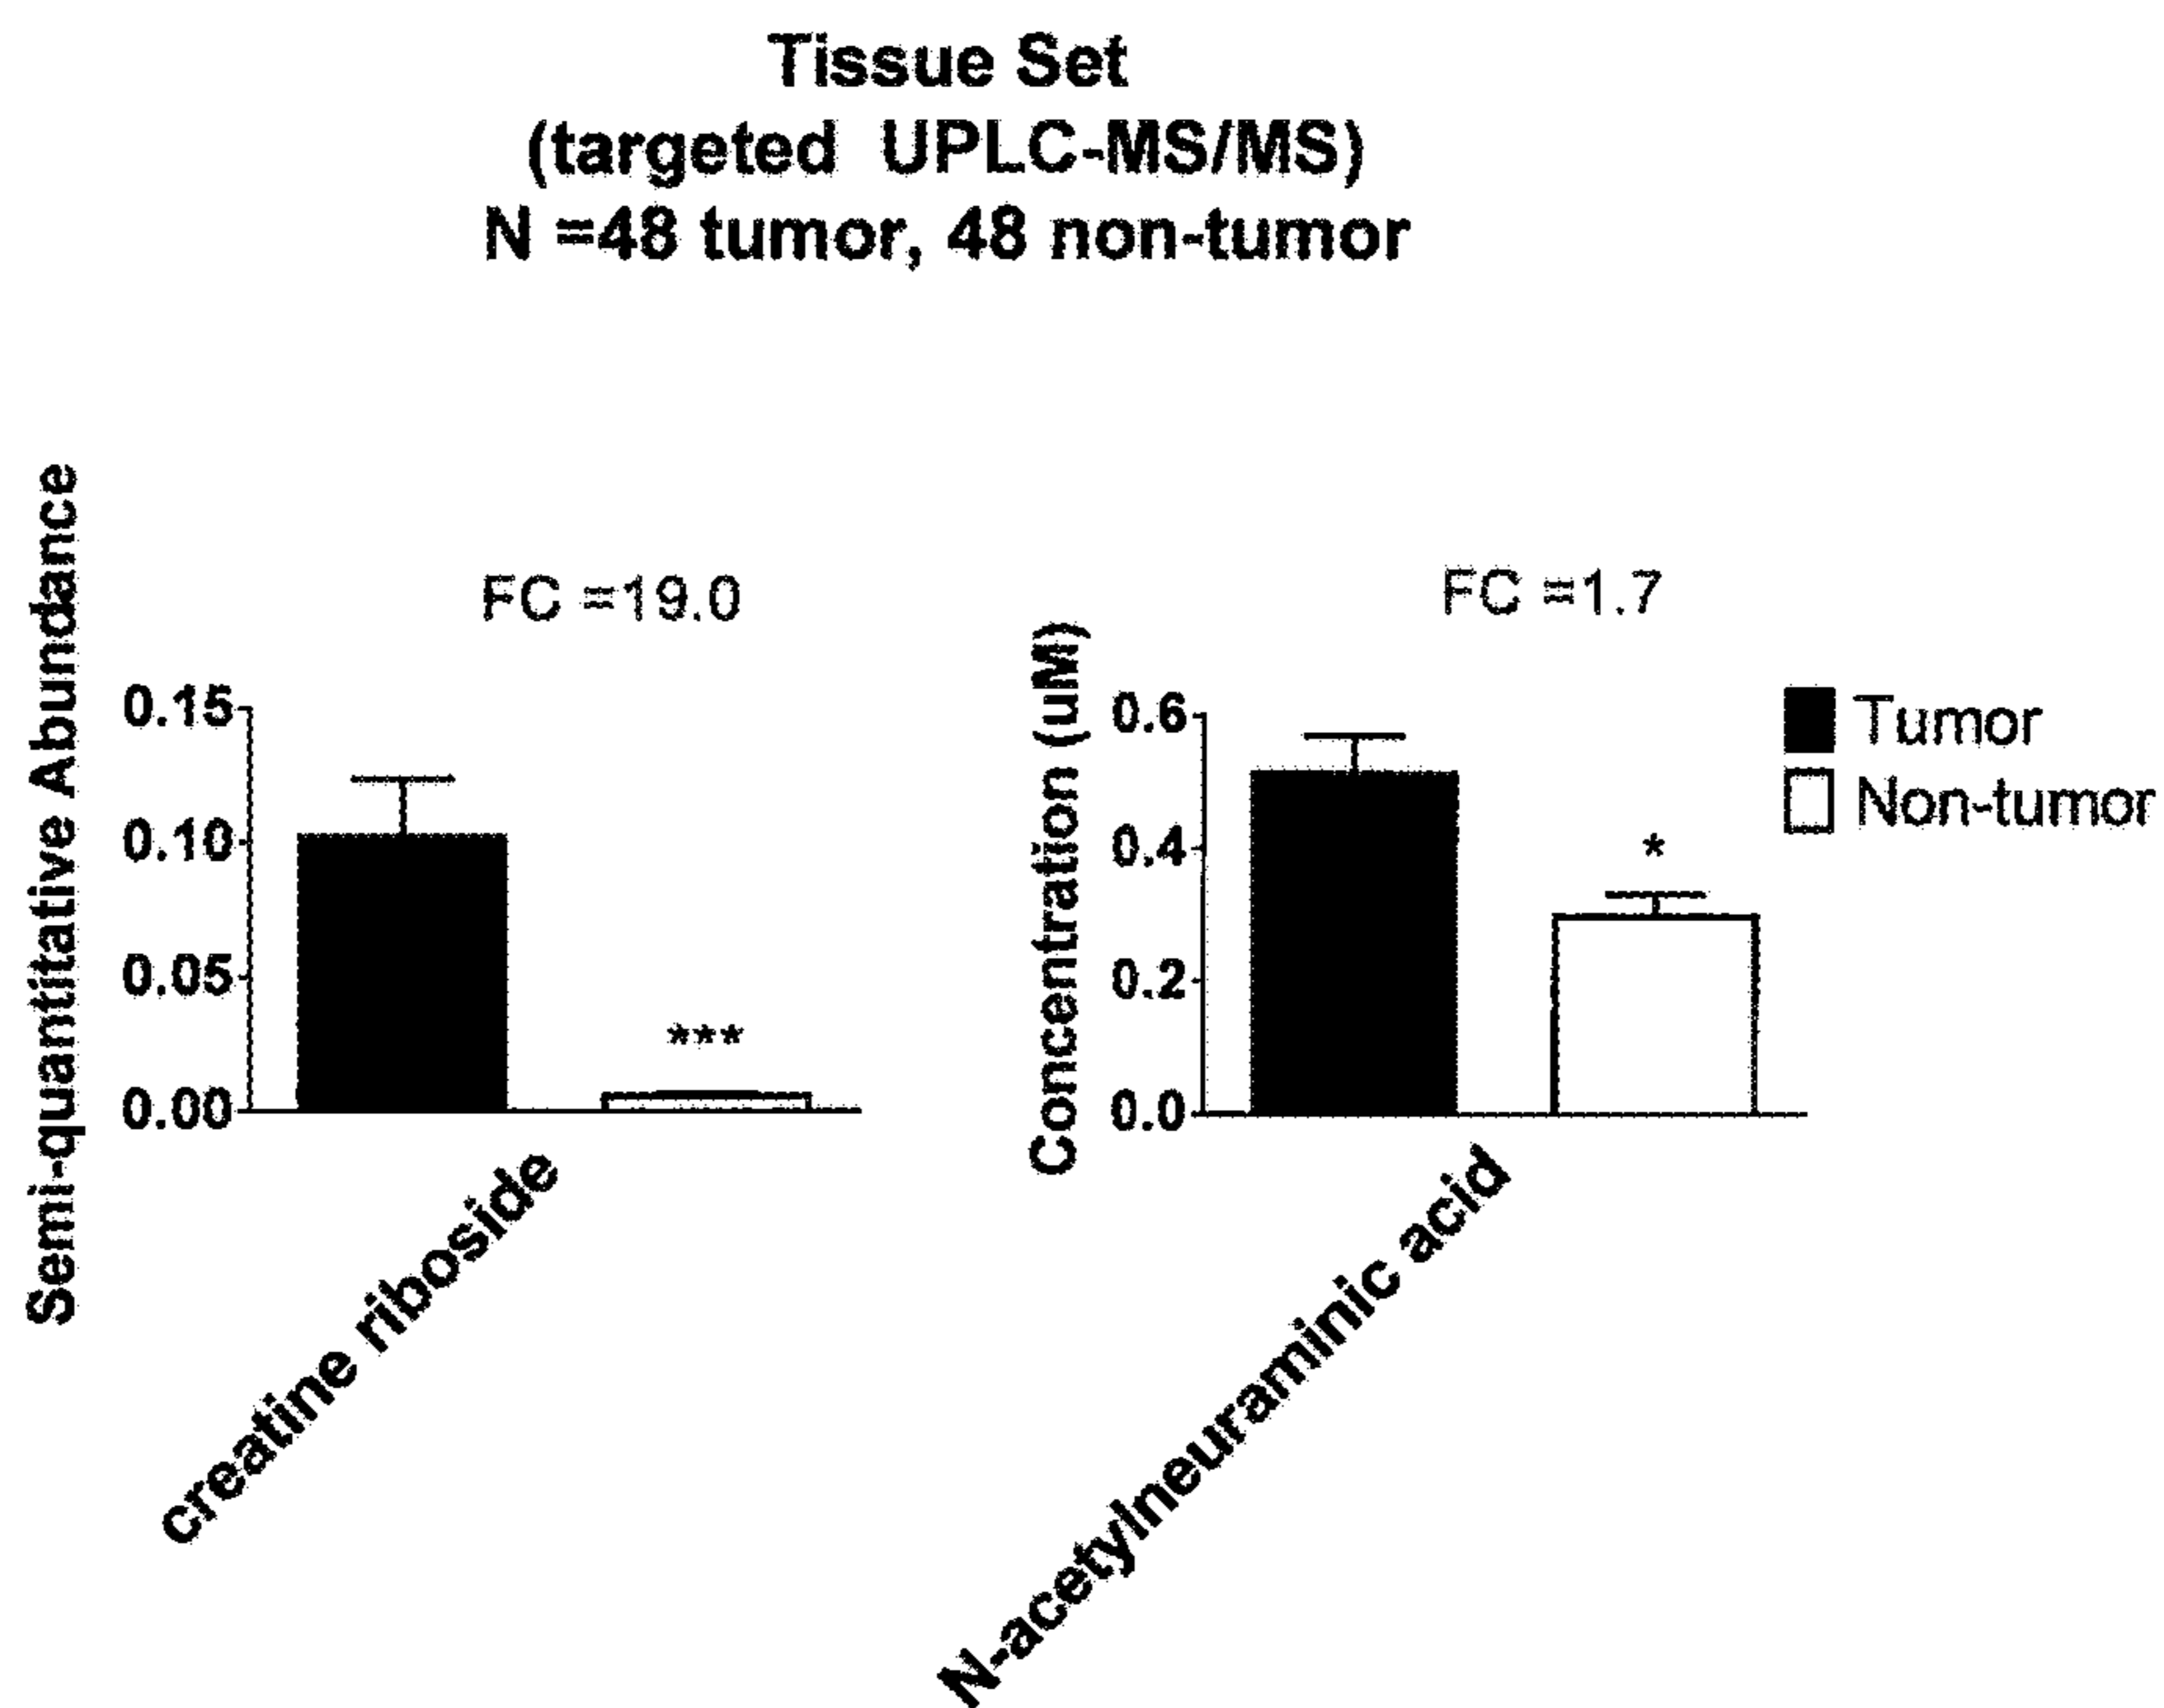 Tissue Set
(targeted UPLC-MS/MS)
N =48 tumor, 48 non-tumor
Semi-quantitative Abundance
FC =19.0
0.15
0.10
0.05
0.00
***
creatine riboside
Concentration (uM)
FC =1.7
0.6
0.4
0.2
0.0
*
N-acetylneuraminic acid
Tumor
Non-tumor